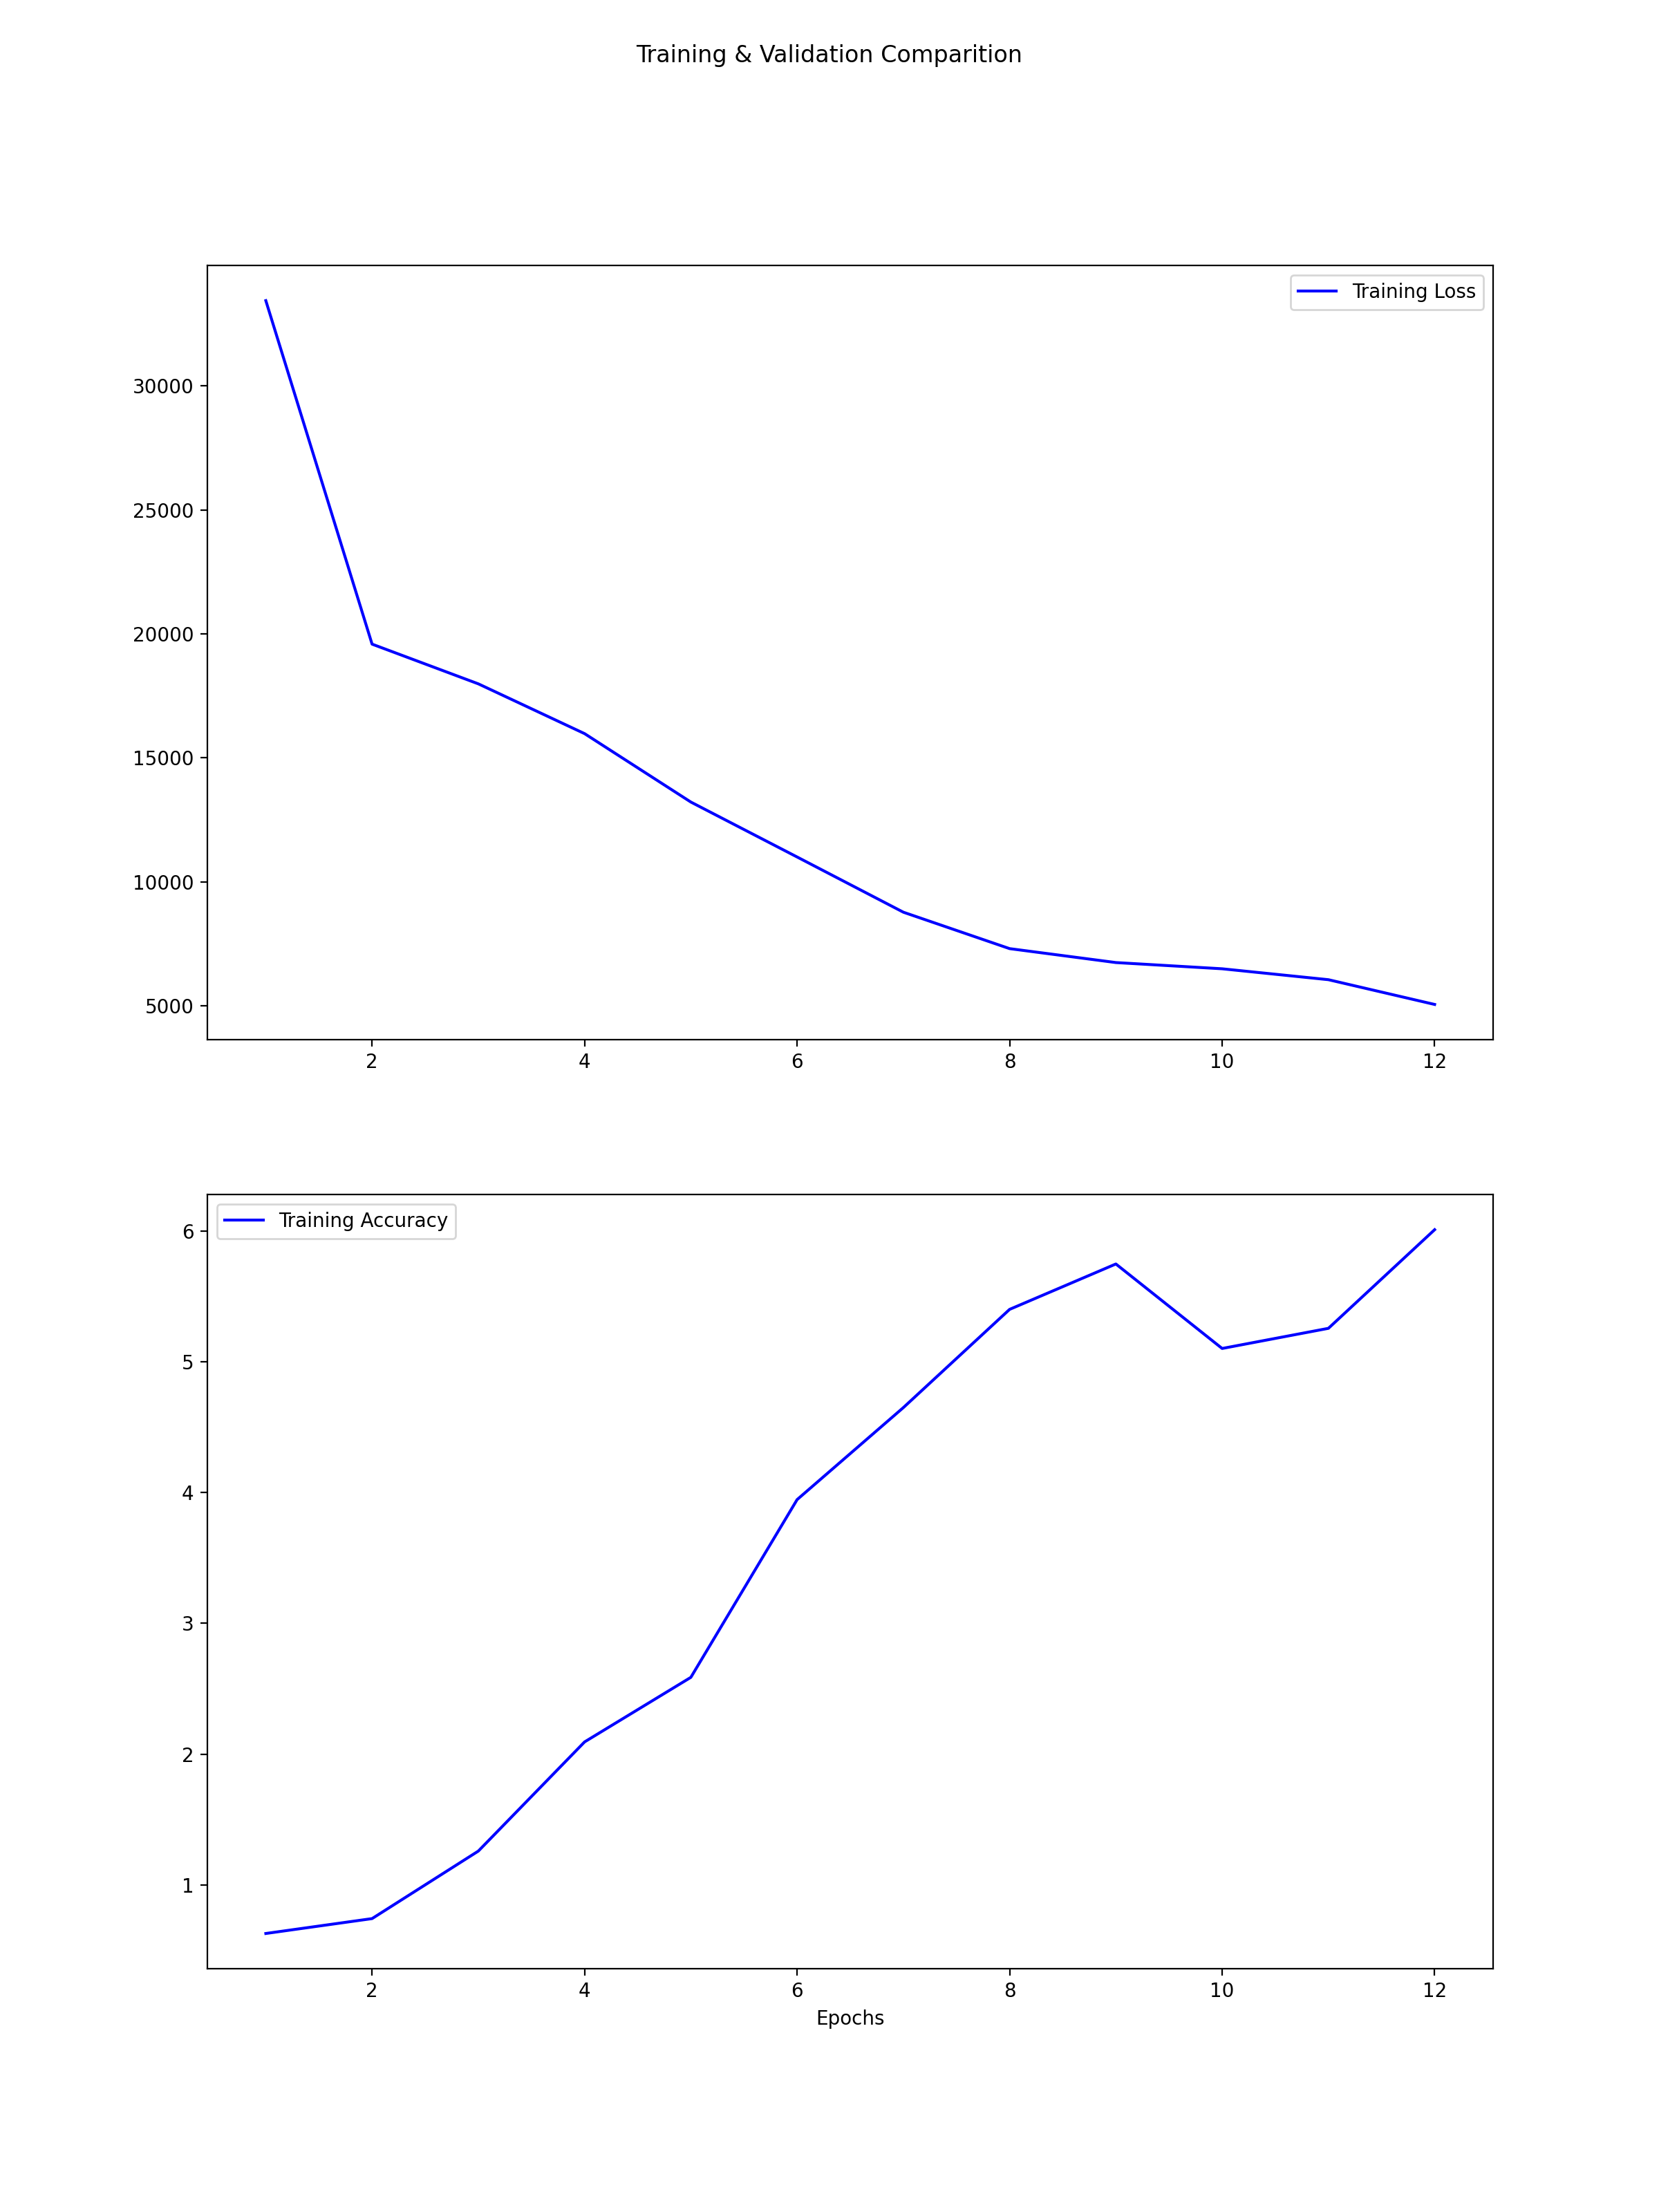 Training & Validation Comparition
Training Loss
30000
25000
20000
15000
10000
5000
2 4 6 8 10 12
Training Accuracy
6
5
4
3
2
1
2 4 6 8 10 12
Epochs